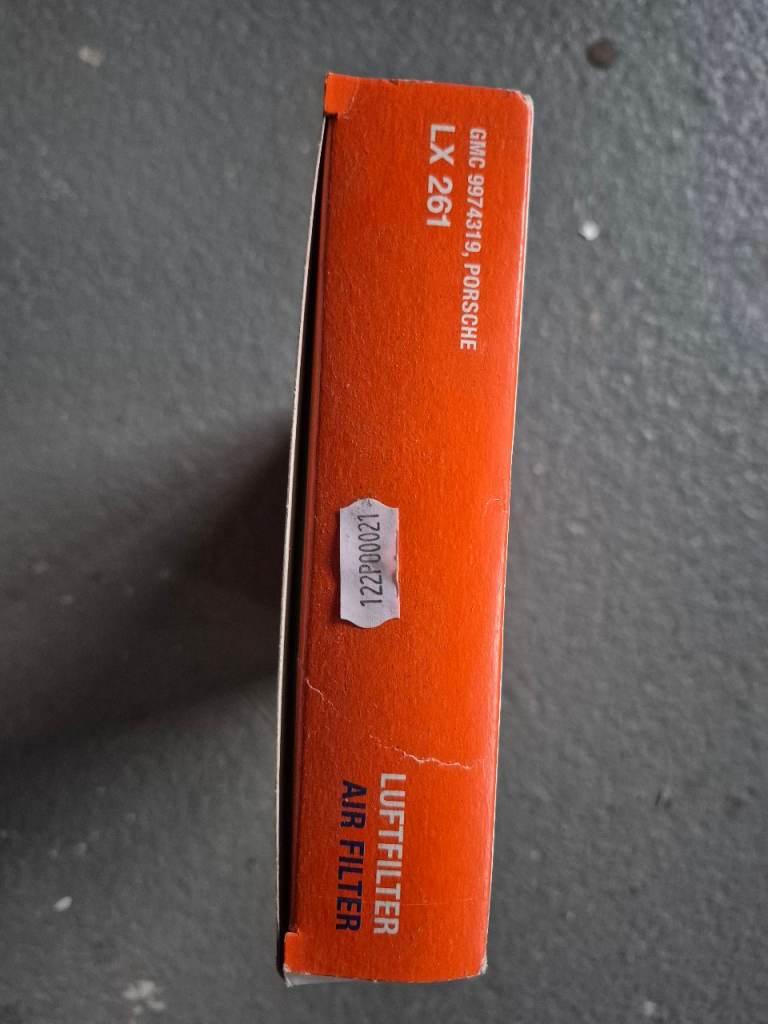 GMC 9974319, PORSCHE
LX 261
122P00021
LUFTFILTER
AIR FILTER